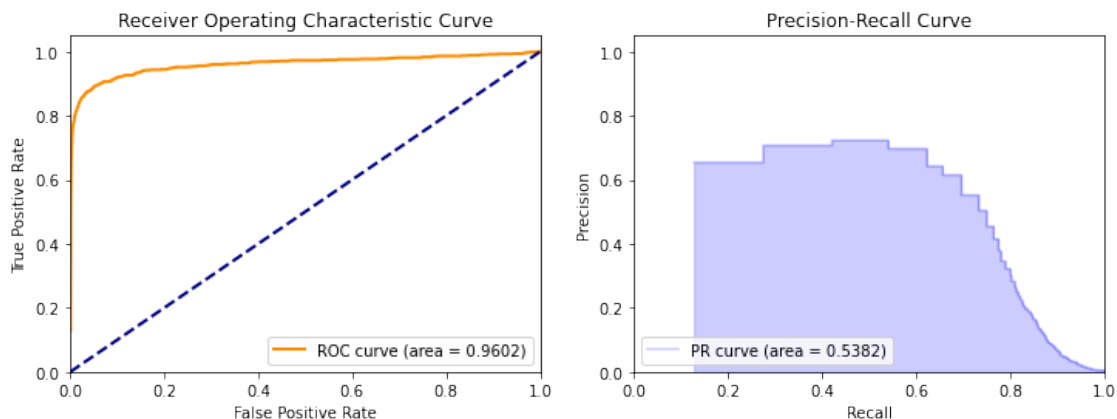 Receiver Operating Characteristic Curve
1.0
0.8
0.6
0.4
0.2
0.0
True Positive Rate
ROC curve (area = 0.9602)
0.0 0.2 0.4 0.6 0.8 1.0
False Positive Rate
Precision-Recall Curve
1.0
0.8
0.6
0.4
0.2
0.0
Precision
PR curve (area = 0.5382)
0.0 0.2 0.4 0.6 0.8 1.0
Recall